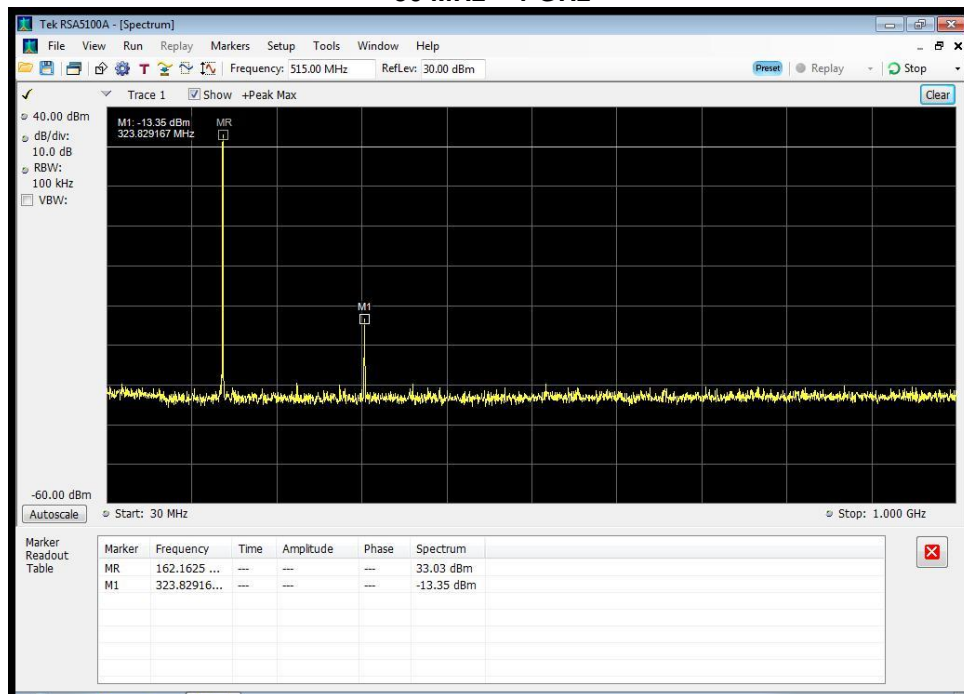 Tek RSA5100A - [Spectrum]
File View Run Replay Markers Setup Tools Window Help
T Frequency: 515.00 MHz RefLev: 30.00 dBm Preset Replay Stop
Trace 1 Show +Peak Max Clear
40.00 dBm
dB/div:
10.0 dB
RBW:
100 kHz
VBW:
M1: -13.35 dBm
323.829167 MHz
MR
M1
-60.00 dBm
Autoscale Start: 30 MHz Stop: 1.000 GHz
Marker Readout Table
Marker Frequency Time Amplitude Phase Spectrum
MR 162.1625 ... --- --- --- 33.03 dBm
M1 323.82916... --- --- --- -13.35 dBm